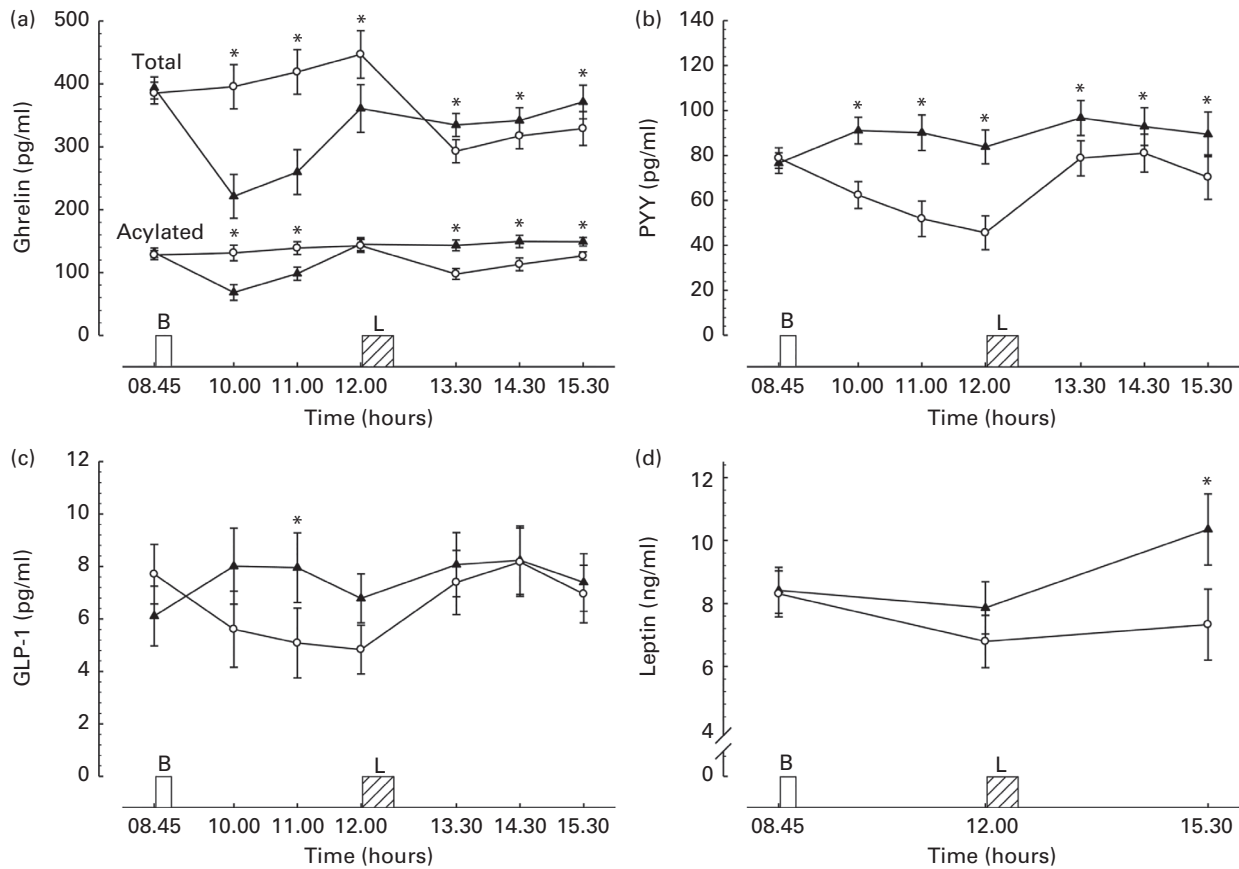 (a)
500
400
300
200
100
0
Ghrelin (pg/ml)
Total
Acylated
* * * * * *
* * * * *
B
L
08.45 10.00 11.00 12.00 13.30 14.30 15.30
Time (hours)
(b)
140
120
100
80
60
40
20
0
PYY (pg/ml)
* * * * * *
B
L
08.45 10.00 11.00 12.00 13.30 14.30 15.30
Time (hours)
(c)
12
10
8
6
4
2
0
GLP-1 (pg/ml)
*
B
L
08.45 10.00 11.00 12.00 13.30 14.30 15.30
Time (hours)
(d)
12
10
8
6
4
0
Leptin (ng/ml)
*
B
L
08.45 12.00 15.30
Time (hours)